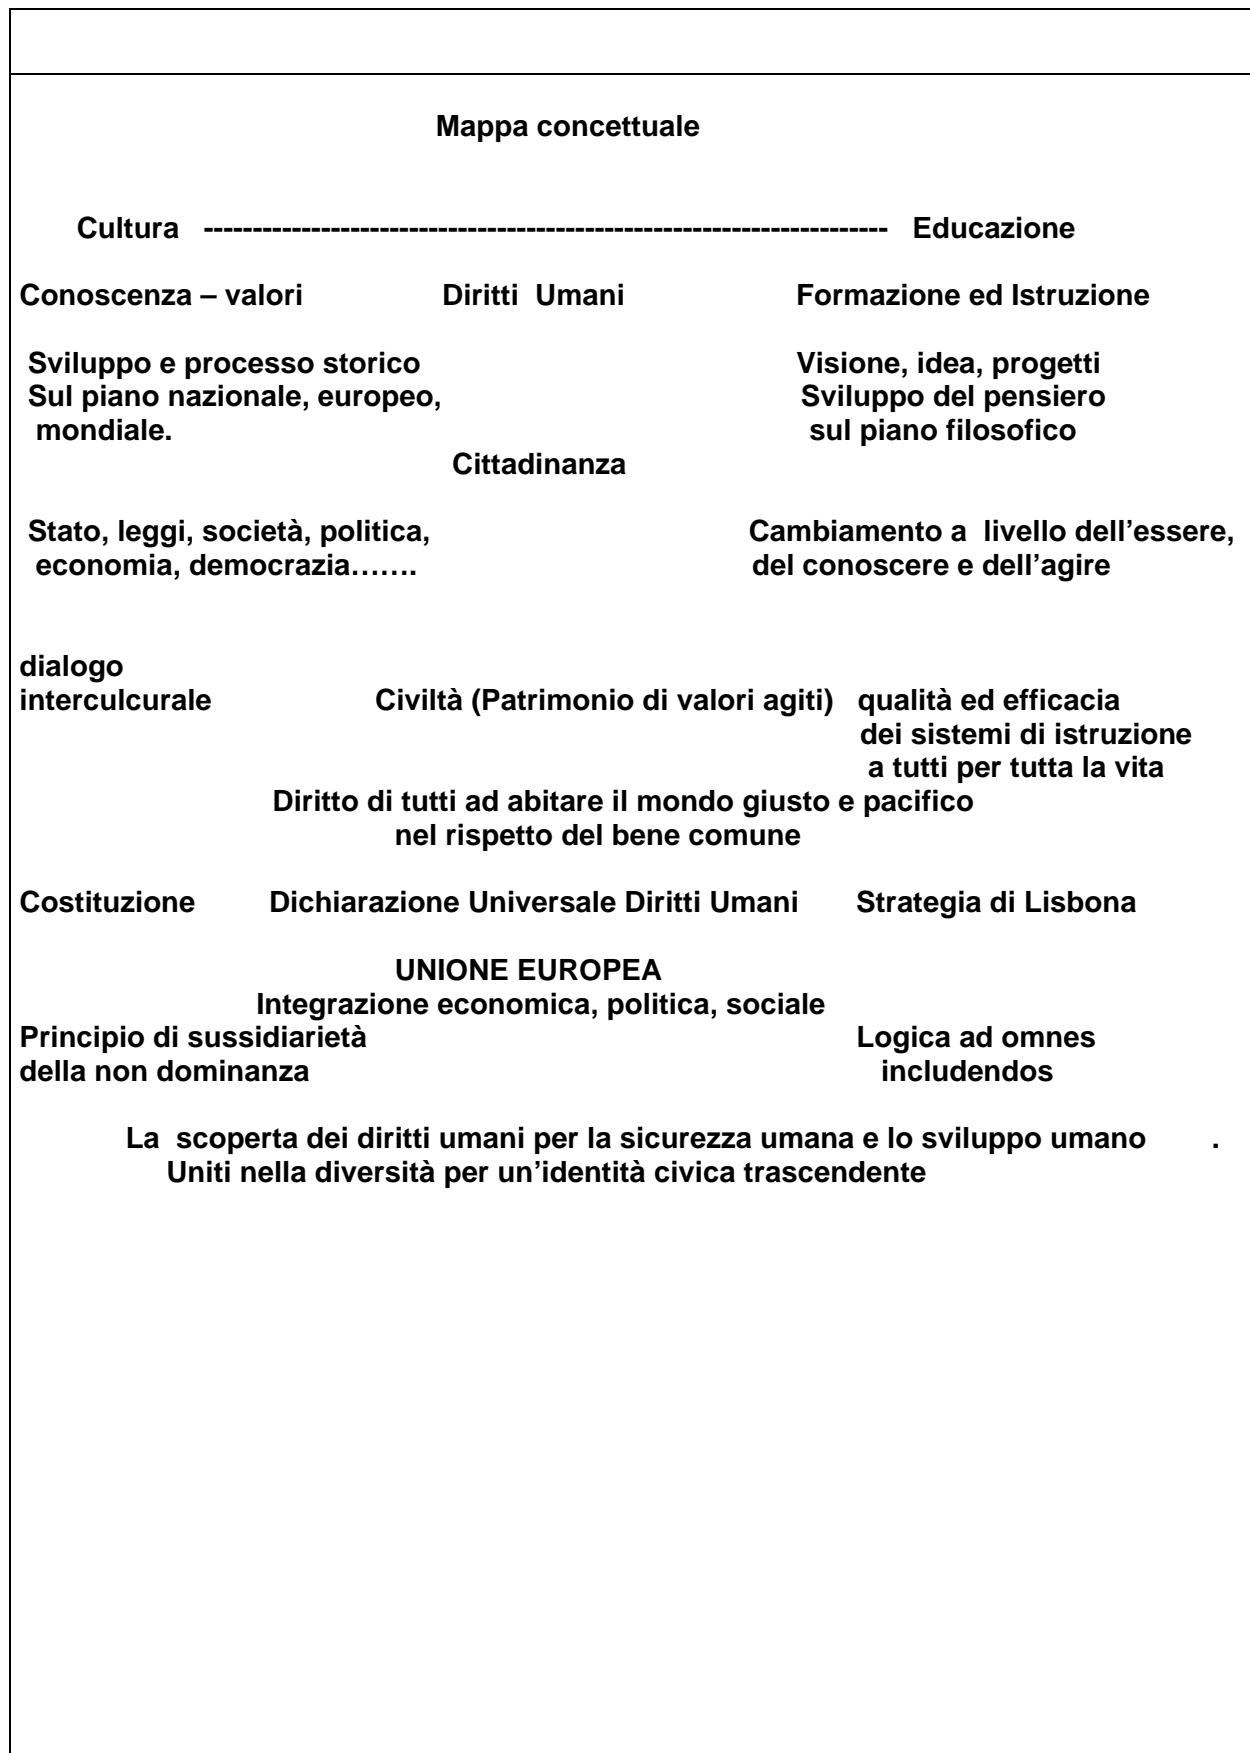 Mappa concettuale
Cultura ---------------------------------------------------------------------- Educazione
Conoscenza – valori Diritti Umani Formazione ed Istruzione
Sviluppo e processo storico Visione, idea, progetti
Sul piano nazionale, europeo, Sviluppo del pensiero
mondiale. sul piano filosofico
Cittadinanza
Stato, leggi, società, politica, Cambiamento a livello dell’essere,
economia, democrazia……. del conoscere e dell’agire
dialogo
interculcurale Civiltà (Patrimonio di valori agiti) qualità ed efficacia
dei sistemi di istruzione
a tutti per tutta la vita
Diritto di tutti ad abitare il mondo giusto e pacifico
nel rispetto del bene comune
Costituzione Dichiarazione Universale Diritti Umani Strategia di Lisbona
UNIONE EUROPEA
Integrazione economica, politica, sociale
Principio di sussidiarietà Logica ad omnes
della non dominanza includendos
La scoperta dei diritti umani per la sicurezza umana e lo sviluppo umano .
Uniti nella diversità per un’identità civica trascendente